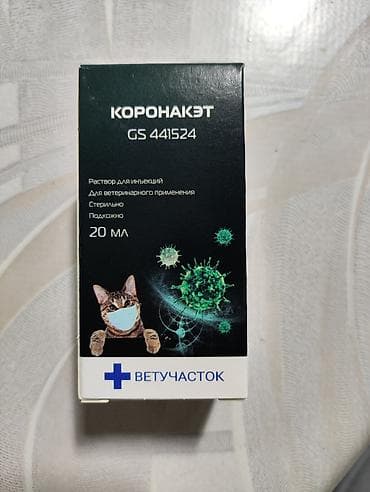 КОРОНАКЭТ
GS 441524
Раствор для инъекций
Для ветеринарного применения
Стерильно
Подкожно
20 мл
ВЕТУЧАСТОК